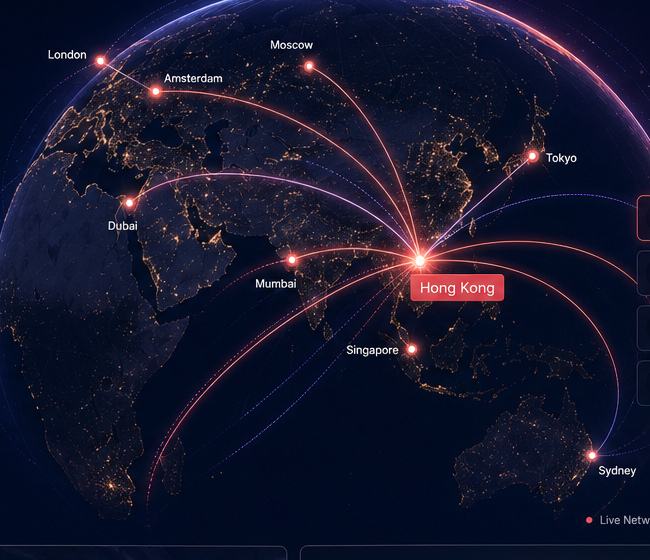 Moscow
London
Amsterdam
Tokyo
Dubai
Mumbai
Hong Kong
Singapore
Sydney
Live Netw